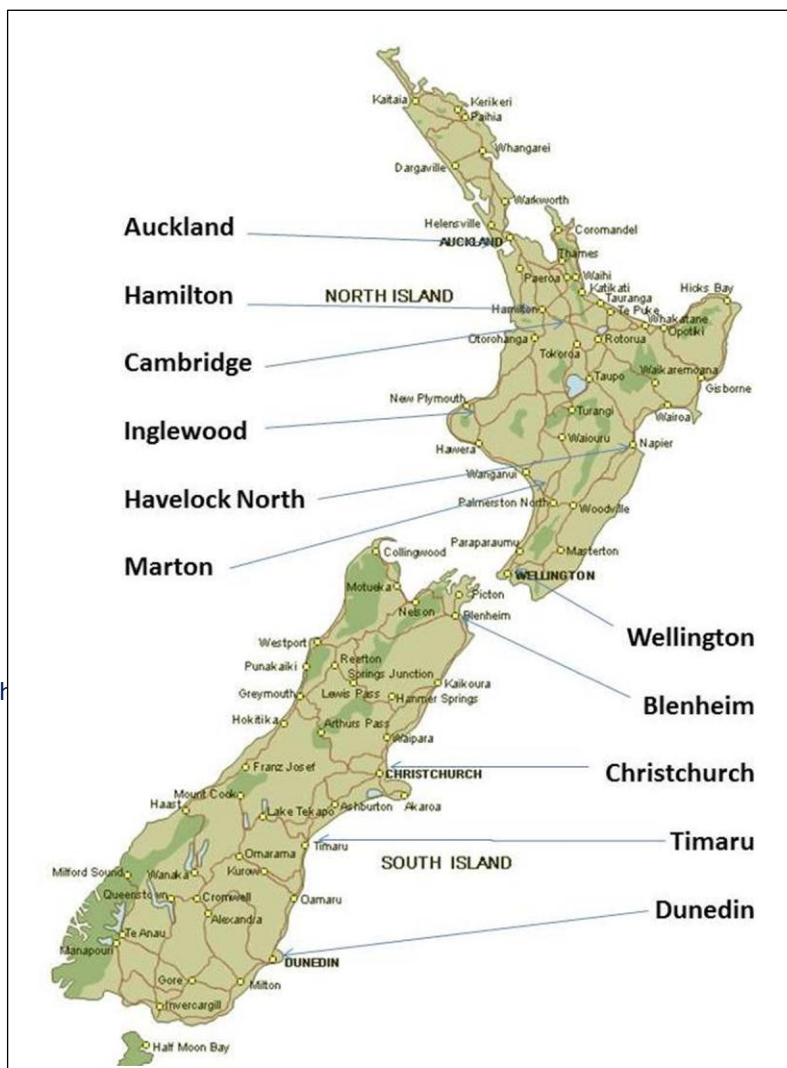 Kaitaia
Kerikeri
Paihia
Whangarei
Dargaville
Warkworth
Auckland
Helensville
AUCKLAND
Coromandel
Thames
Hamilton
NORTH ISLAND
Paeroa
Waihi
Katikati
Hicks Bay
Tauranga
Hamilton
Te Puke
Whakatane
Opotiki
Cambridge
Otorohanga
Tokoroa
Rotorua
Taupo
Waikaremoana
Gisborne
Inglewood
New Plymouth
Turangi
Wairoa
Hawera
Waiouru
Napier
Havelock North
Wanganui
Palmerston North
Woodville
Marton
Paraparaumu
Masterton
WELLINGTON
Collingwood
Motueka
Nelson
Picton
Blenheim
Wellington
Westport
Punakaiki
Reefton
Springs Junction
h
Greymouth
Lewis Pass
Kaikoura
Hanmer Springs
Blenheim
Hokitika
Arthurs Pass
Waipara
Franz Josef
CHRISTCHURCH
Christchurch
Mount Cook
Haast
Lake Tekapo
Ashburton
Akaroa
Timaru
Timaru
Omarama
SOUTH ISLAND
Milford Sound
Wanaka
Kurow
Queenstown
Cromwell
Oamaru
Dunedin
Alexandra
Te Anau
Manapouri
DUNEDIN
Gore
Milton
Invercargill
Half Moon Bay